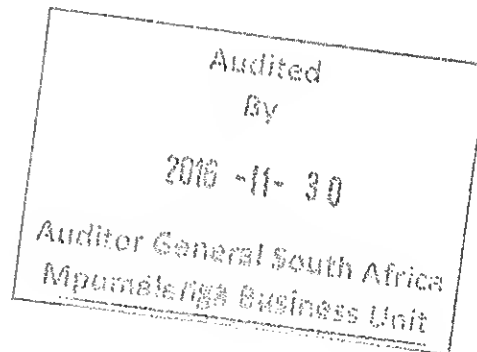 Audited
By
2016 -11- 30
Auditor General South Africa
Mpumalanga Business Unit